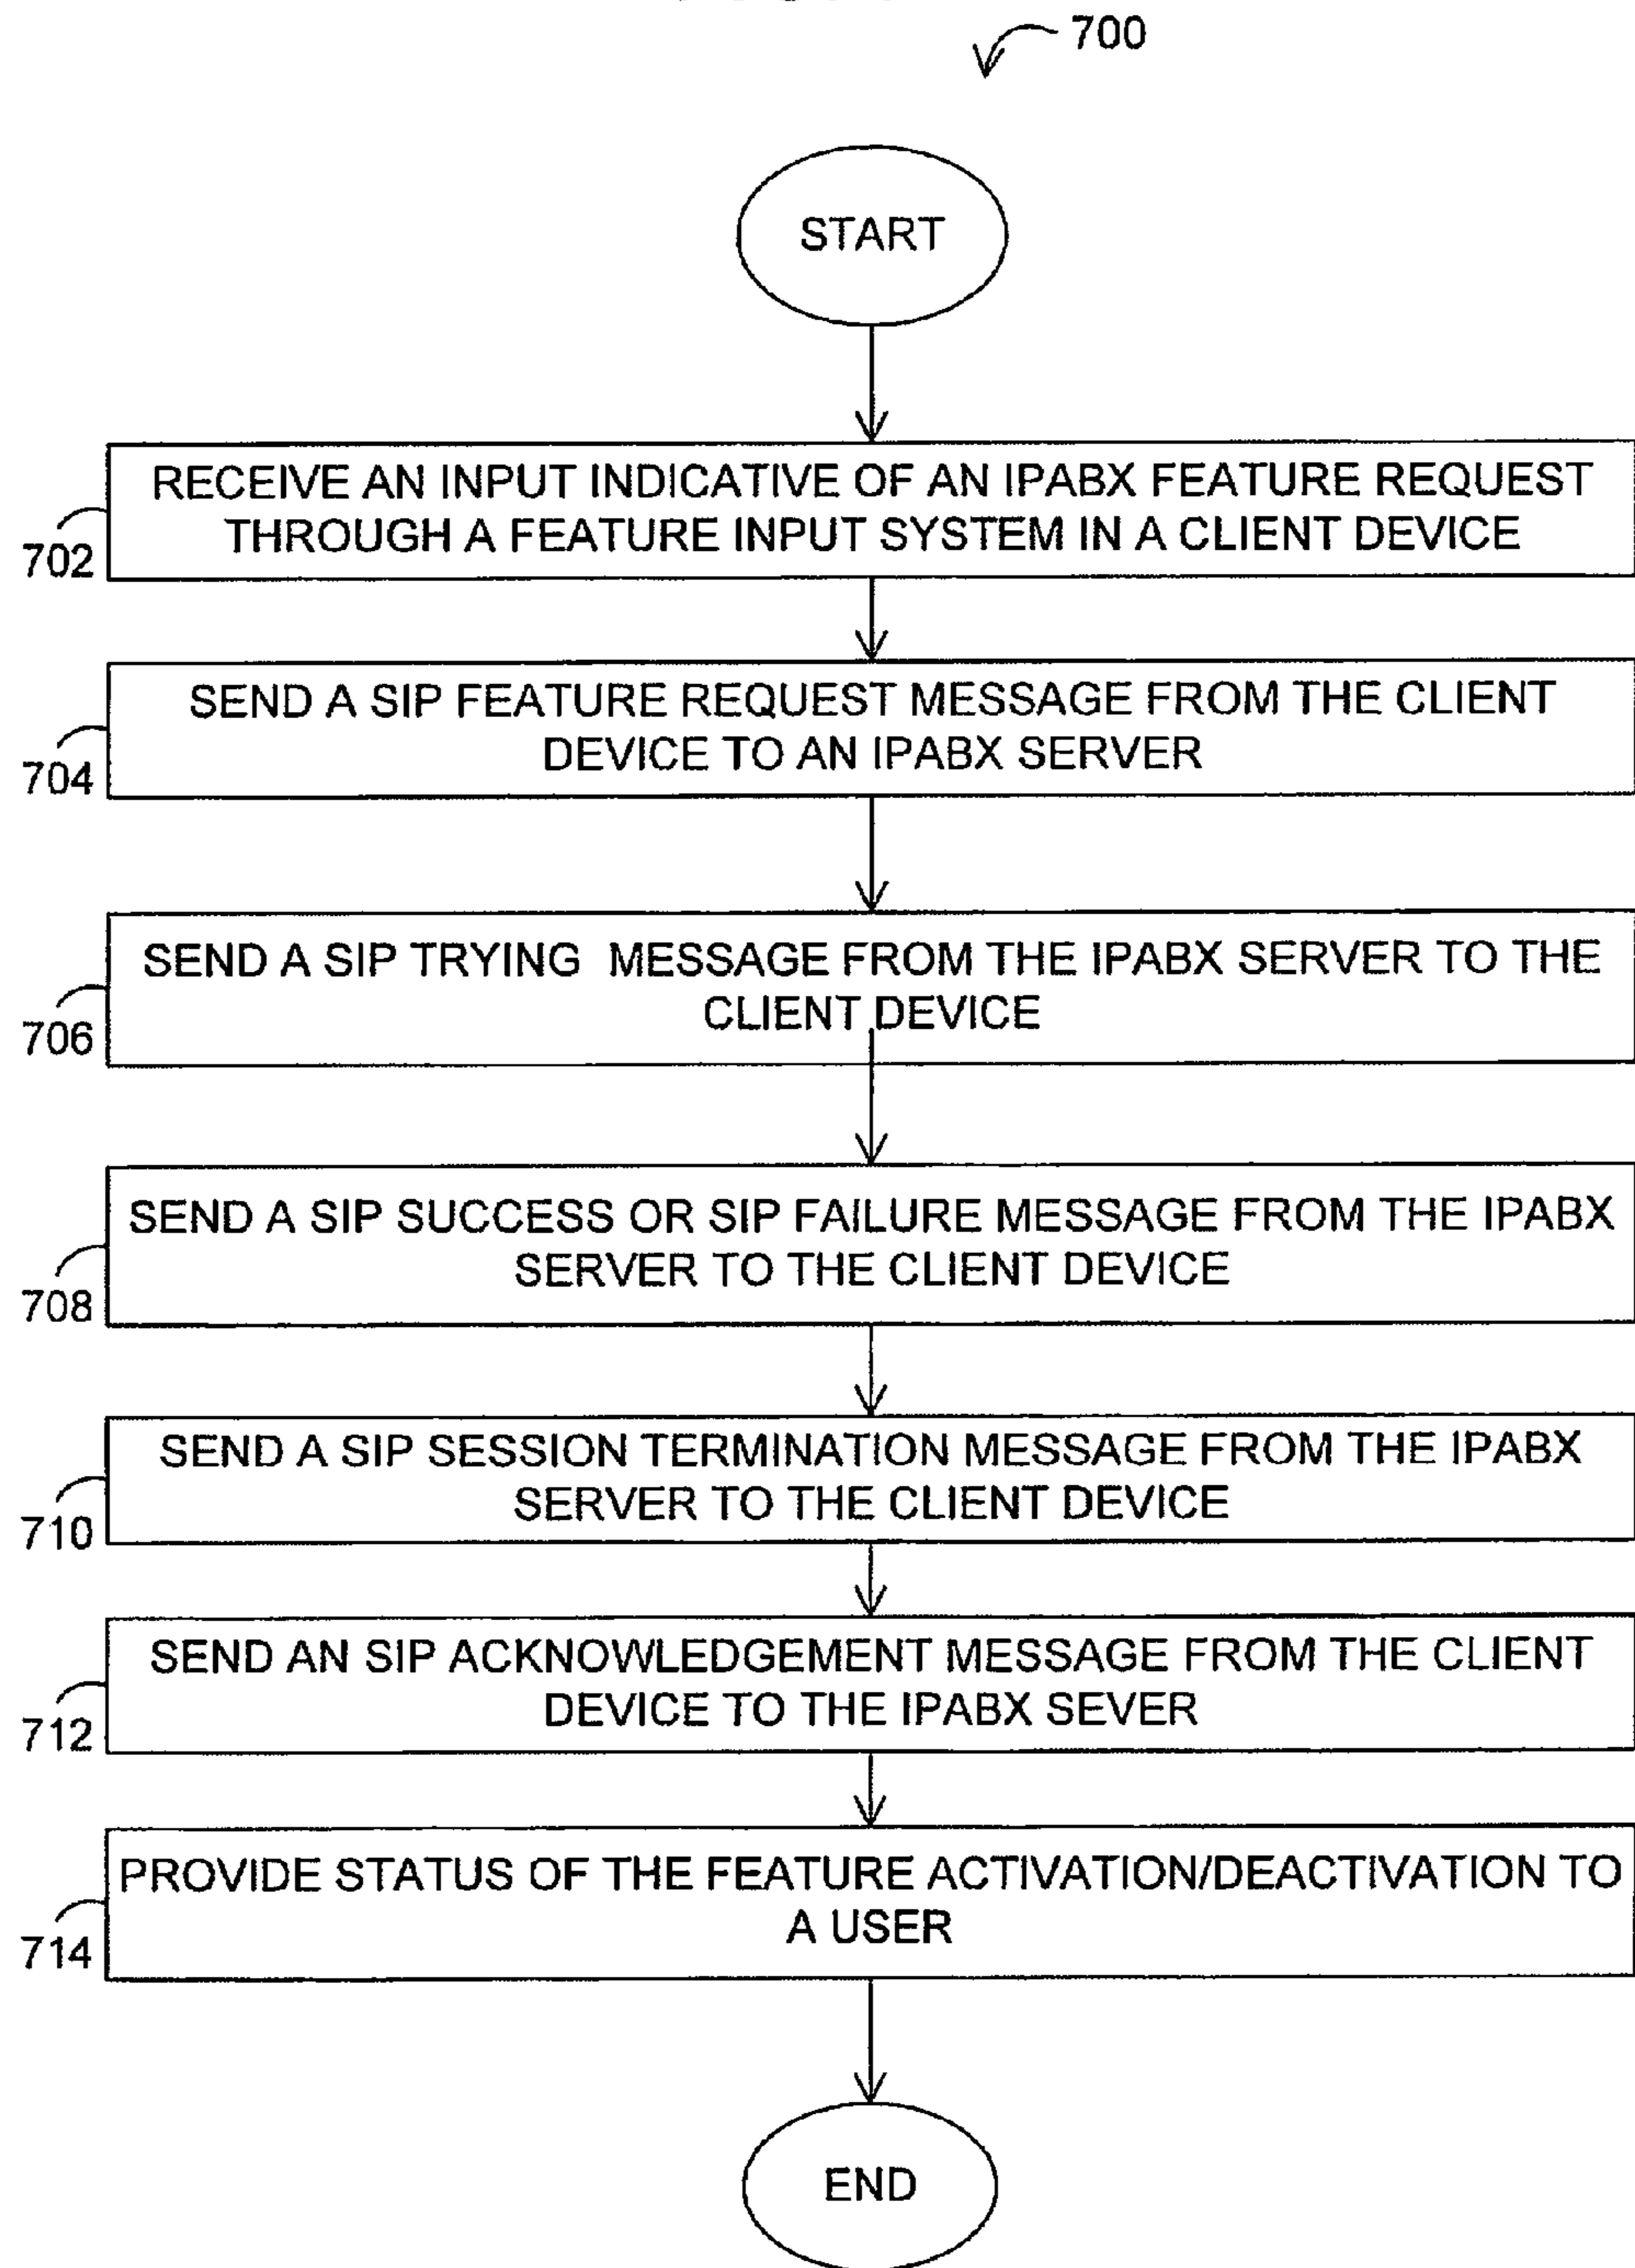 700
START
RECEIVE AN INPUT INDICATIVE OF AN IPABX FEATURE REQUEST
THROUGH A FEATURE INPUT SYSTEM IN A CLIENT DEVICE
702
SEND A SIP FEATURE REQUEST MESSAGE FROM THE CLIENT
DEVICE TO AN IPABX SERVER
704
SEND A SIP TRYING MESSAGE FROM THE IPABX SERVER TO THE
CLIENT DEVICE
706
SEND A SIP SUCCESS OR SIP FAILURE MESSAGE FROM THE IPABX
SERVER TO THE CLIENT DEVICE
708
SEND A SIP SESSION TERMINATION MESSAGE FROM THE IPABX
SERVER TO THE CLIENT DEVICE
710
SEND AN SIP ACKNOWLEDGEMENT MESSAGE FROM THE CLIENT
DEVICE TO THE IPABX SEVER
712
PROVIDE STATUS OF THE FEATURE ACTIVATION/DEACTIVATION TO
A USER
714
END